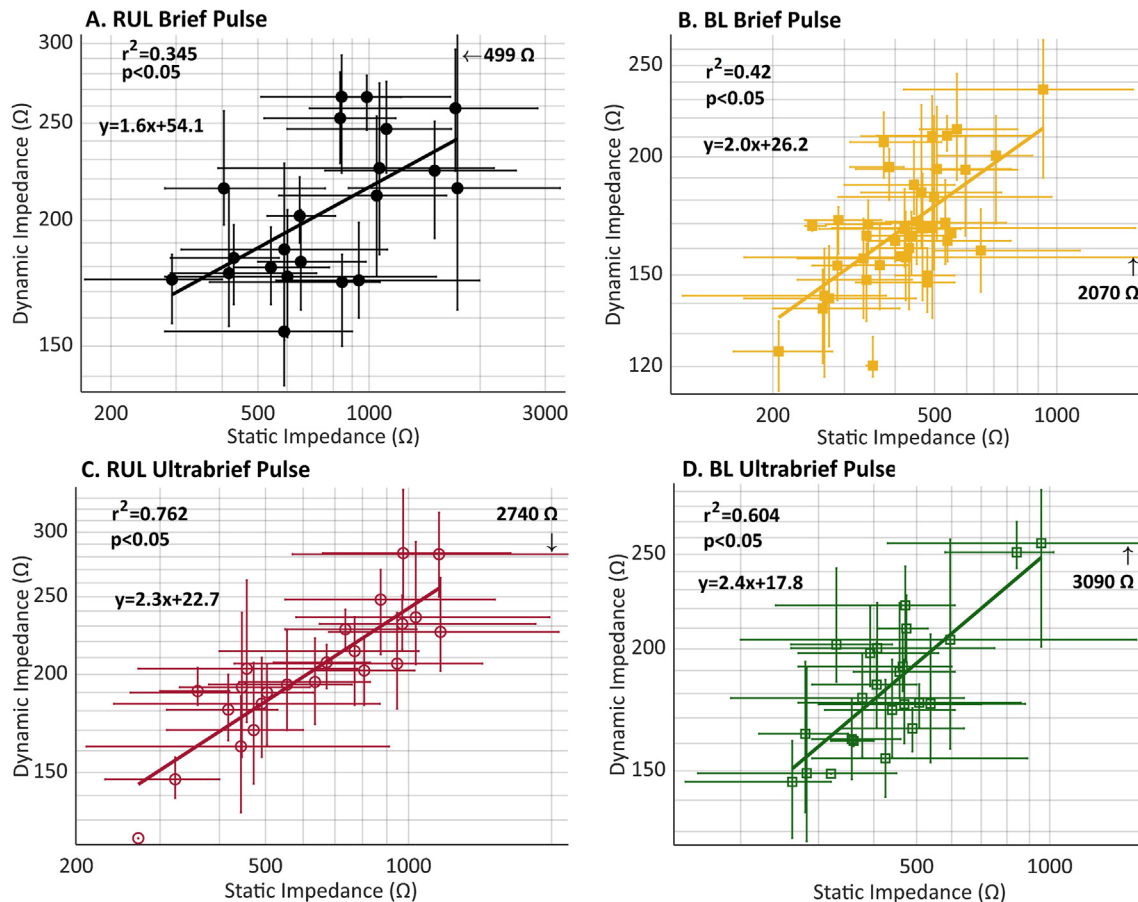 A. RUL Brief Pulse
r²=0.345
p<0.05
y=1.6x+54.1
←499 Ω
300
250
200
150
Dynamic Impedance (Ω)
200
500
1000
3000
Static Impedance (Ω)
B. BL Brief Pulse
r²=0.42
p<0.05
y=2.0x+26.2
↑
2070 Ω
250
200
150
120
Dynamic Impedance (Ω)
200
500
1000
Static Impedance (Ω)
C. RUL Ultrabrief Pulse
r²=0.762
p<0.05
y=2.3x+22.7
2740 Ω
↓
300
250
200
150
Dynamic Impedance (Ω)
200
500
1000
Static Impedance (Ω)
D. BL Ultrabrief Pulse
r²=0.604
p<0.05
y=2.4x+17.8
↑
3090 Ω
250
200
150
Dynamic Impedance (Ω)
500
1000
Static Impedance (Ω)